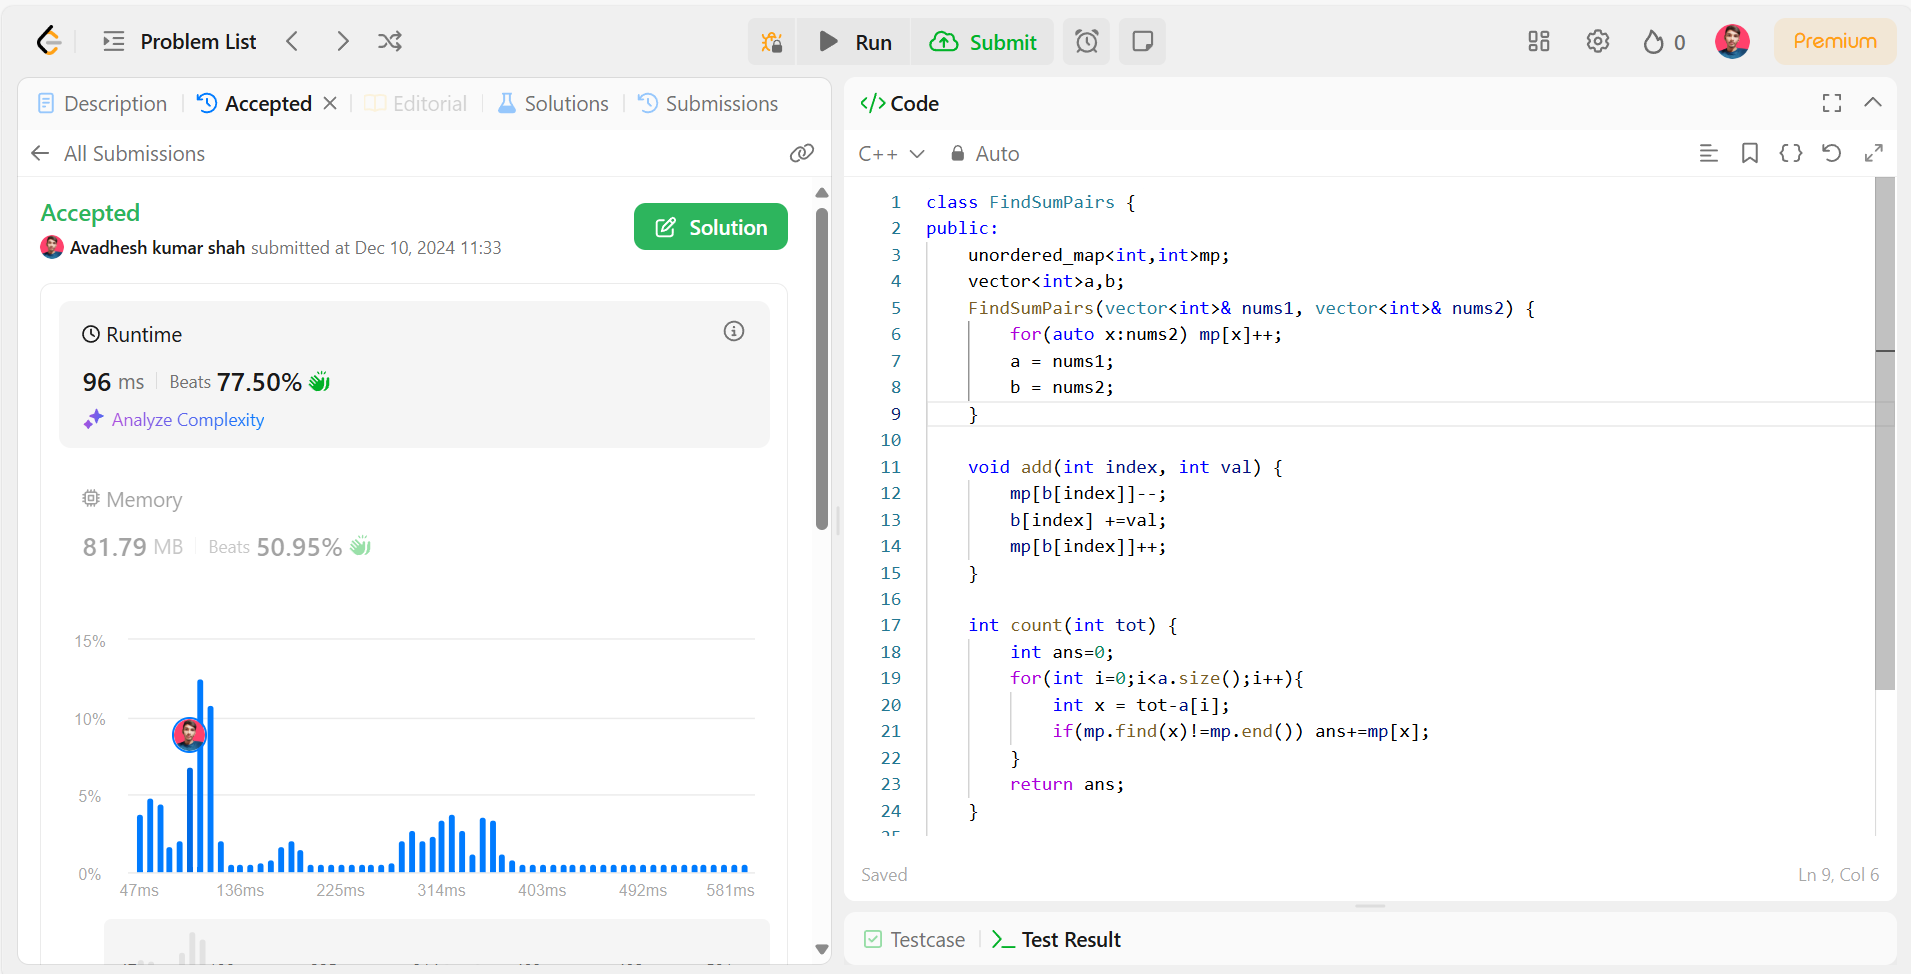 Problem List
Run
Submit
0
Premium
Description
Accepted
Editorial
Solutions
Submissions
All Submissions
Accepted
Avadhesh kumar shah submitted at Dec 10, 2024 11:33
Solution
Runtime
96 ms
Beats 77.50%
Analyze Complexity
Memory
81.79 MB
Beats 50.95%
15%
10%
5%
0%
47ms 136ms 225ms 314ms 403ms 492ms 581ms
</> Code
C++
Auto
1 class FindSumPairs {
2 public:
3 unordered_map<int,int>mp;
4 vector<int>a,b;
5 FindSumPairs(vector<int>& nums1, vector<int>& nums2) {
6 for(auto x:nums2) mp[x]++;
7 a = nums1;
8 b = nums2;
9 }
10
11 void add(int index, int val) {
12 mp[b[index]]--;
13 b[index] +=val;
14 mp[b[index]]++;
15 }
16
17 int count(int tot) {
18 int ans=0;
19 for(int i=0;i<a.size();i++){
20 int x = tot-a[i];
21 if(mp.find(x)!=mp.end()) ans+=mp[x];
22 }
23 return ans;
24 }
Saved
Ln 9, Col 6
Testcase
Test Result